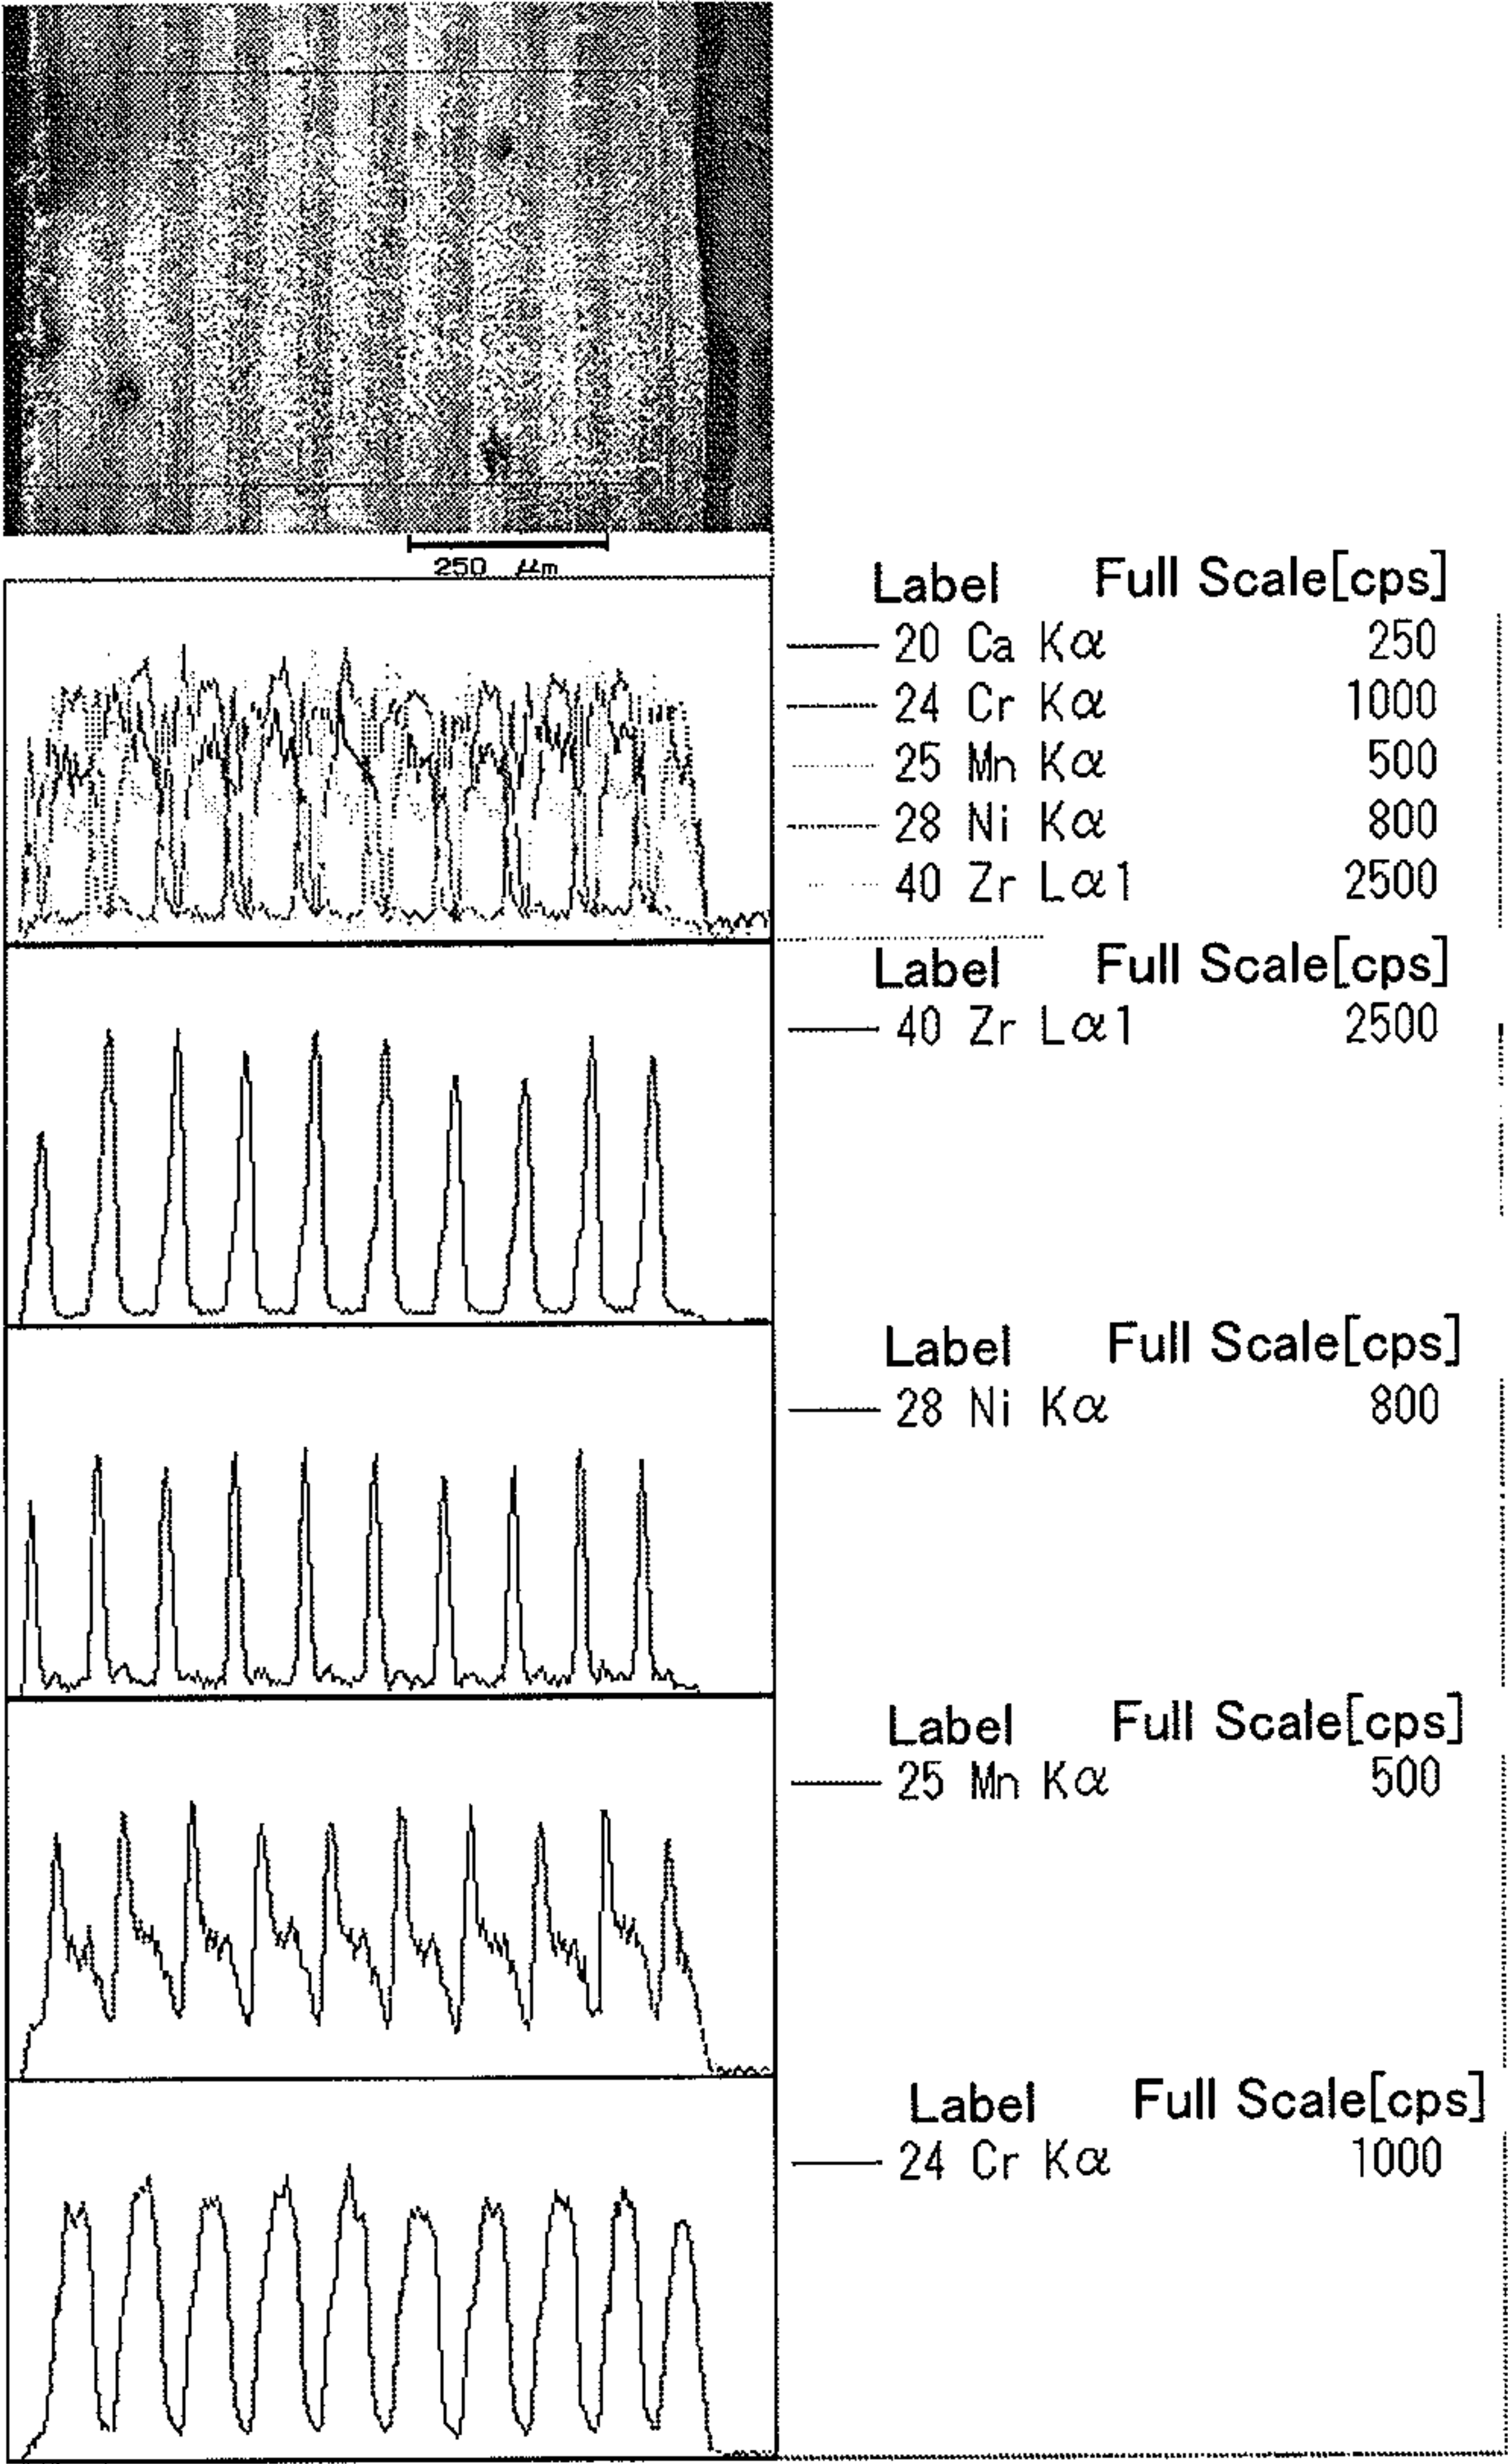 250 μm
Label Full Scale[cps]
20 Ca Kα 250
24 Cr Kα 1000
25 Mn Kα 500
28 Ni Kα 800
40 Zr Lα1 2500
Label Full Scale[cps]
40 Zr Lα1 2500
Label Full Scale[cps]
28 Ni Kα 800
Label Full Scale[cps]
25 Mn Kα 500
Label Full Scale[cps]
24 Cr Kα 1000